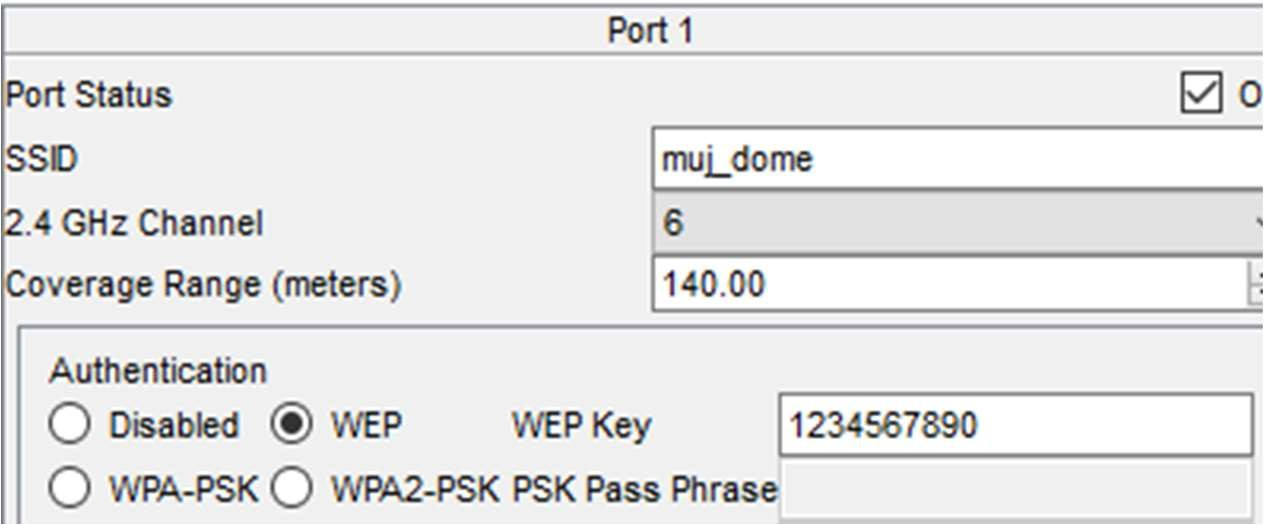 Port 1
Port Status
SSID muj_dome
2.4 GHz Channel 6
Coverage Range (meters) 140.00
Authentication
Disabled WEP WEP Key 1234567890
WPA-PSK WPA2-PSK PSK Pass Phrase